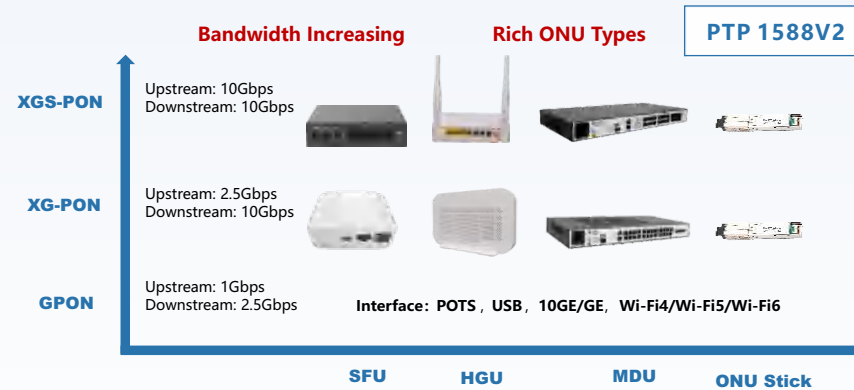 Bandwidth Increasing
Rich ONU Types
PTP 1588V2
XGS-PON
Upstream: 10Gbps
Downstream: 10Gbps
XG-PON
Upstream: 2.5Gbps
Downstream: 10Gbps
GPON
Upstream: 1Gbps
Downstream: 2.5Gbps
Interface: POTS , USB, 10GE/GE, Wi-Fi4/Wi-Fi5/Wi-Fi6
SFU
HGU
MDU
ONU Stick